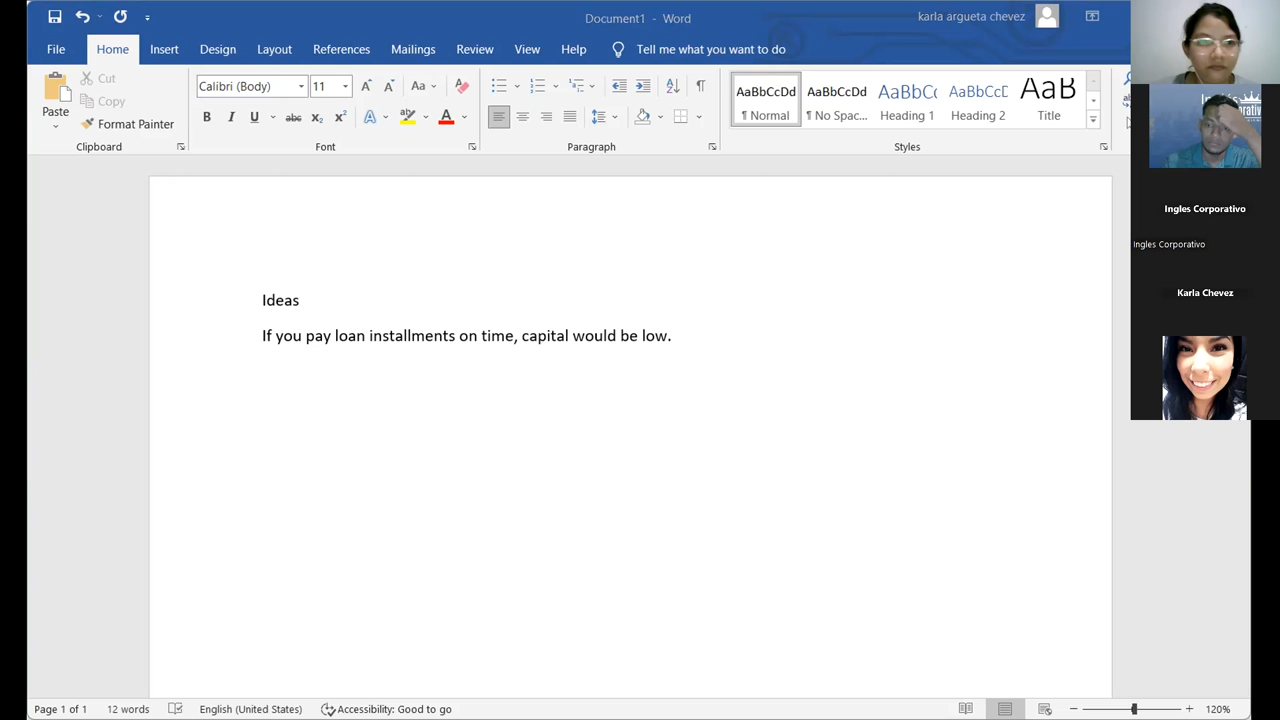 Document1 - Word
karla argueta chevez
File Home Insert Design Layout References Mailings Review View Help Tell me what you want to do
Paste
Cut
Copy
Format Painter
Calibri (Body) 11
AaBbCcDd AaBbCcDd AaBbCc AaBbCcD AaB
¶ Normal ¶ No Spac... Heading 1 Heading 2 Title
Clipboard Font Paragraph Styles
Ideas
If you pay loan installments on time, capital would be low.
Ingles Corporativo
Ingles Corporativo
Karla Chevez
Page 1 of 1 12 words English (United States) Accessibility: Good to go 120%